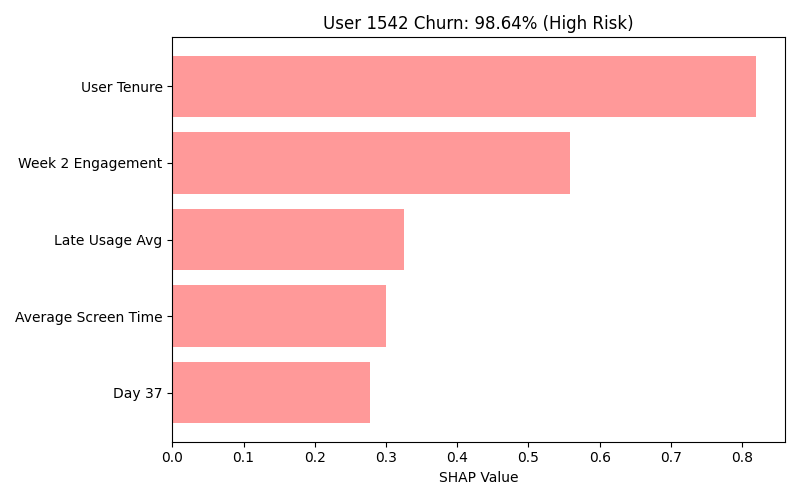 User 1542 Churn: 98.64% (High Risk)
User Tenure
Week 2 Engagement
Late Usage Avg
Average Screen Time
Day 37
0.0 0.1 0.2 0.3 0.4 0.5 0.6 0.7 0.8
SHAP Value